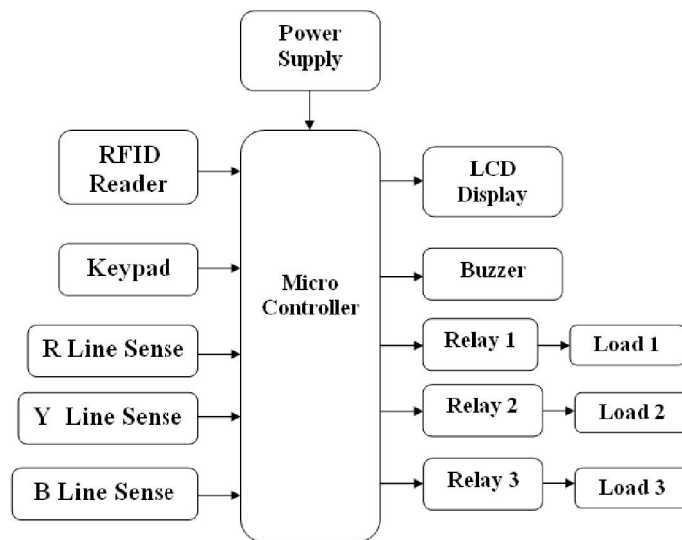 Power
Supply
RFID
Reader
LCD
Display
Keypad
Micro
Controller
Buzzer
R Line Sense
Relay 1
Load 1
Y Line Sense
Relay 2
Load 2
B Line Sense
Relay 3
Load 3